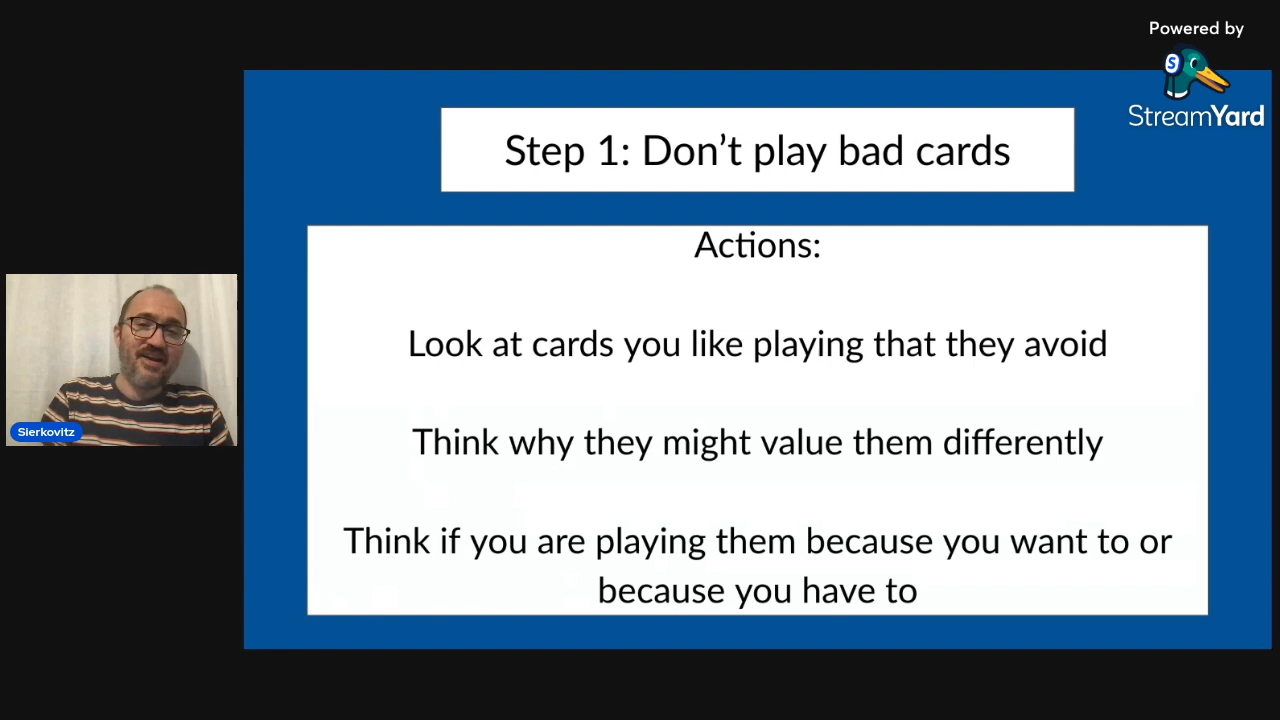 Powered by
S
StreamYard
Step 1: Don’t play bad cards
Actions:
Look at cards you like playing that they avoid
Think why they might value them differently
Think if you are playing them because you want to or
because you have to
Sierkovitz